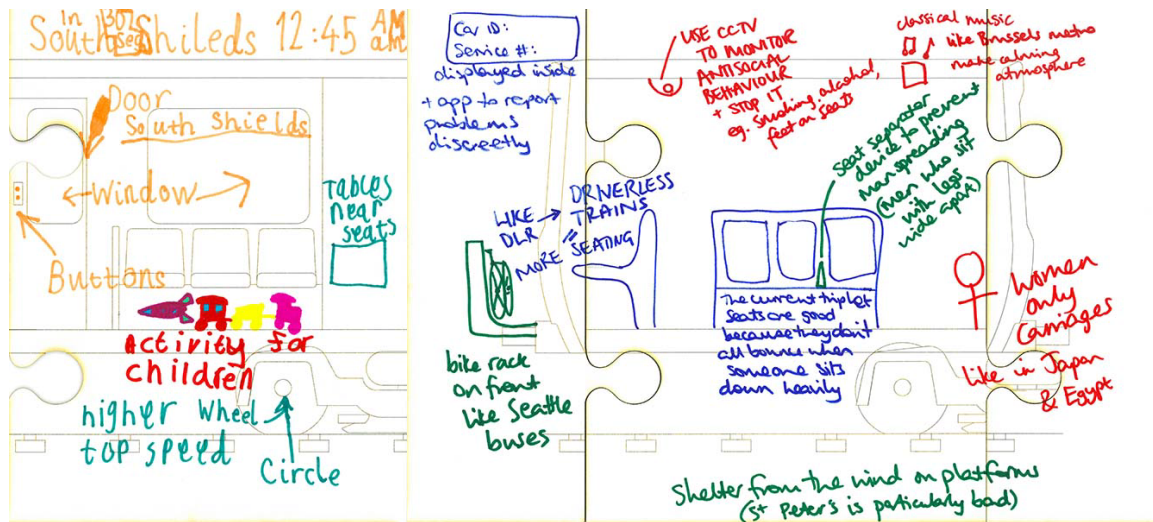 South Shileds 12:45 AM
in
am
Door
South Shields
Window
Buttons
Tables
near
seats
Activity for
children
higher
top speed
Wheel
Circle
Car ID:
Service #:
displayed inside
+ app to report
problems
discreetly
USE CCTV
TO MONITOR
ANTISOCIAL
BEHAVIOUR
+ STOP IT
eg. smoking, alcohol,
feet on seats
classical music
like Brussels metro
make calming
atmosphere
seat separator
device to prevent
man spreading
(men who sit
with legs
wide apart)
LIKE
DLR
DRIVERLESS
TRAINS
=
MORE SEATING
bike rack
on front
like Seattle
buses
The current triplet
seats are good
because they don't
all bounce when
someone sits
down heavily
women
only
carriages
like in Japan
& Egypt
Shelter from the wind on platforms
(St Peter's is particularly bad)